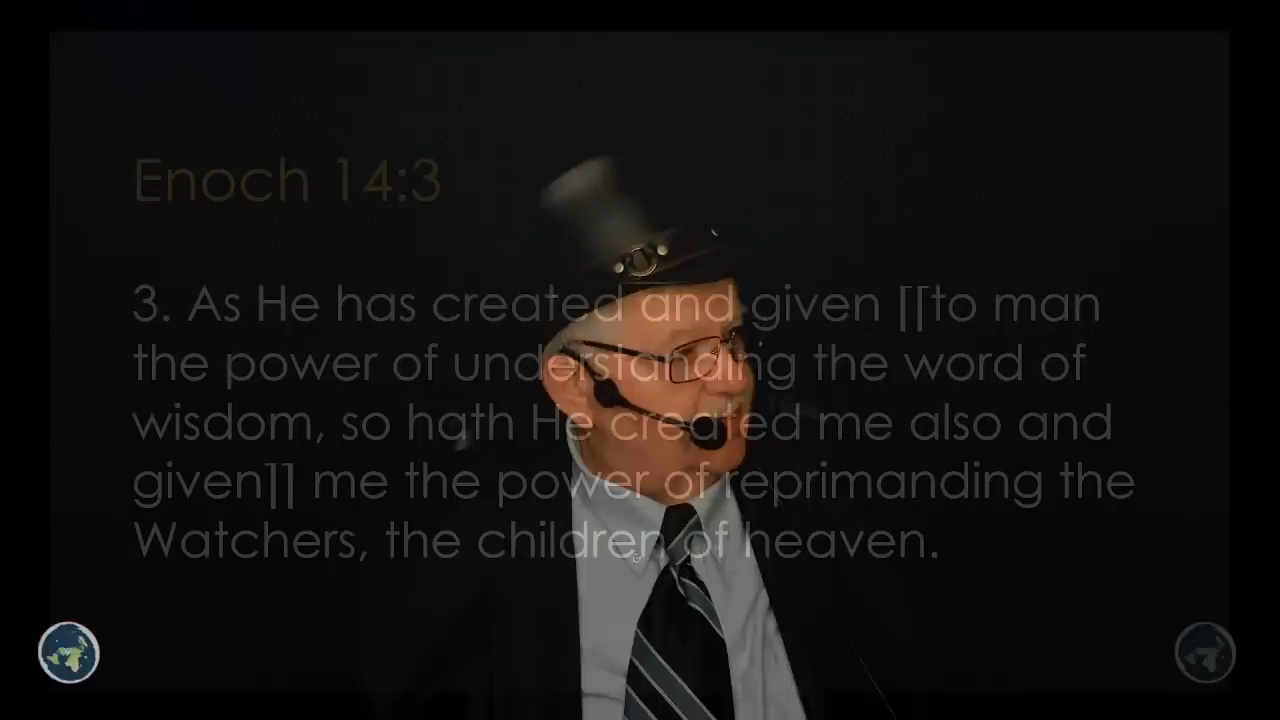 Enoch 14:3
3. As He has created and given [[to man
the power of understanding the word of
wisdom, so hath He created me also and
given]] me the power of reprimanding the
Watchers, the children of heaven.